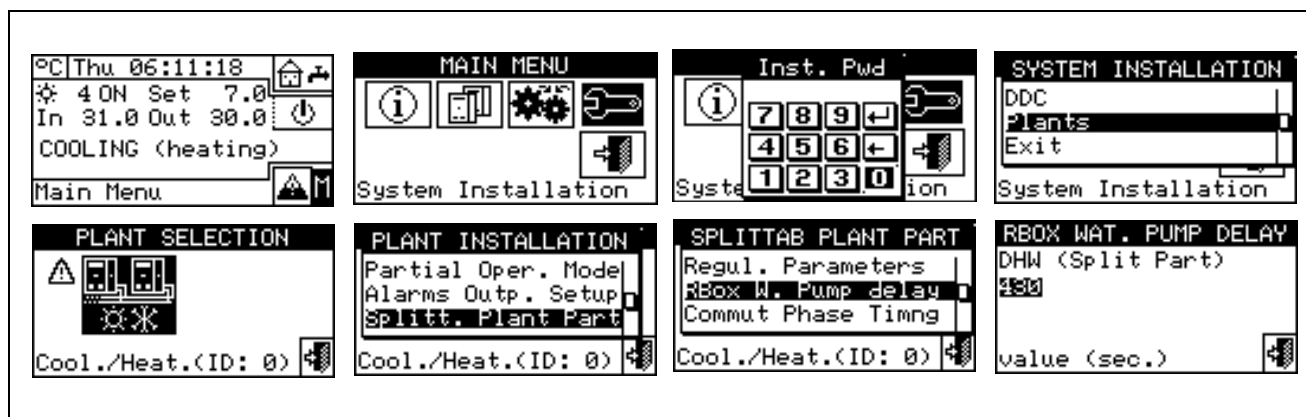 °C Thu 06:11:18
4 ON Set 7.0
In 31.0 Out 30.0
COOLING (heating)
Main Menu M
MAIN MENU
i
System Installation
Inst. Pwd
i
7 8 9
4 5 6
1 2 3 0
Syste ion
SYSTEM INSTALLATION
DDC
Plants
Exit
System Installation
PLANT SELECTION
Cool./Heat.(ID: 0)
PLANT INSTALLATION
Partial Oper. Mode
Alarms Outp. Setup
Splitt. Plant Part
Cool./Heat.(ID: 0)
SPLITTAB PLANT PART
Regul. Parameters
RBox W. Pump delay
Commut Phase Timng
Cool./Heat.(ID: 0)
RBOX WAT. PUMP DELAY
DHW (Split Part)
430
value (sec.)